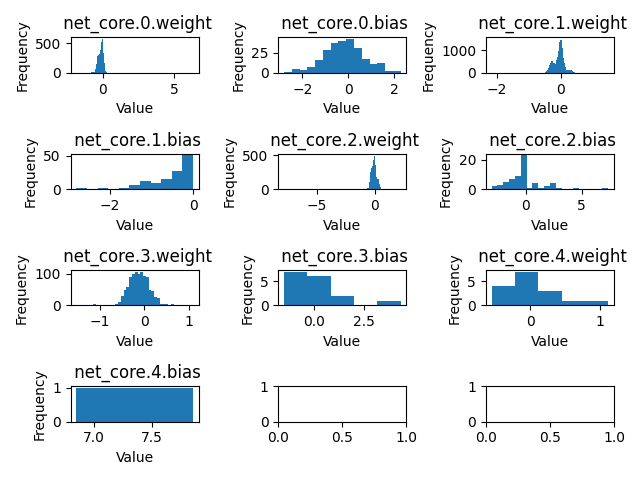 net_core.0.weight
Frequency
500
0
0
5
Value
net_core.0.bias
Frequency
25
0
−2
0
2
Value
net_core.1.weight
Frequency
1000
0
−2
0
Value
net_core.1.bias
Frequency
50
0
−2
0
Value
net_core.2.weight
Frequency
500
0
−5
0
Value
net_core.2.bias
Frequency
20
0
0
5
Value
net_core.3.weight
Frequency
100
0
−1
0
1
Value
net_core.3.bias
Frequency
5
0
0.0
2.5
Value
net_core.4.weight
Frequency
5
0
0
1
Value
net_core.4.bias
Frequency
1
0
7.0
7.5
Value
1
0
0.0
0.5
1.0
1
0
0.0
0.5
1.0